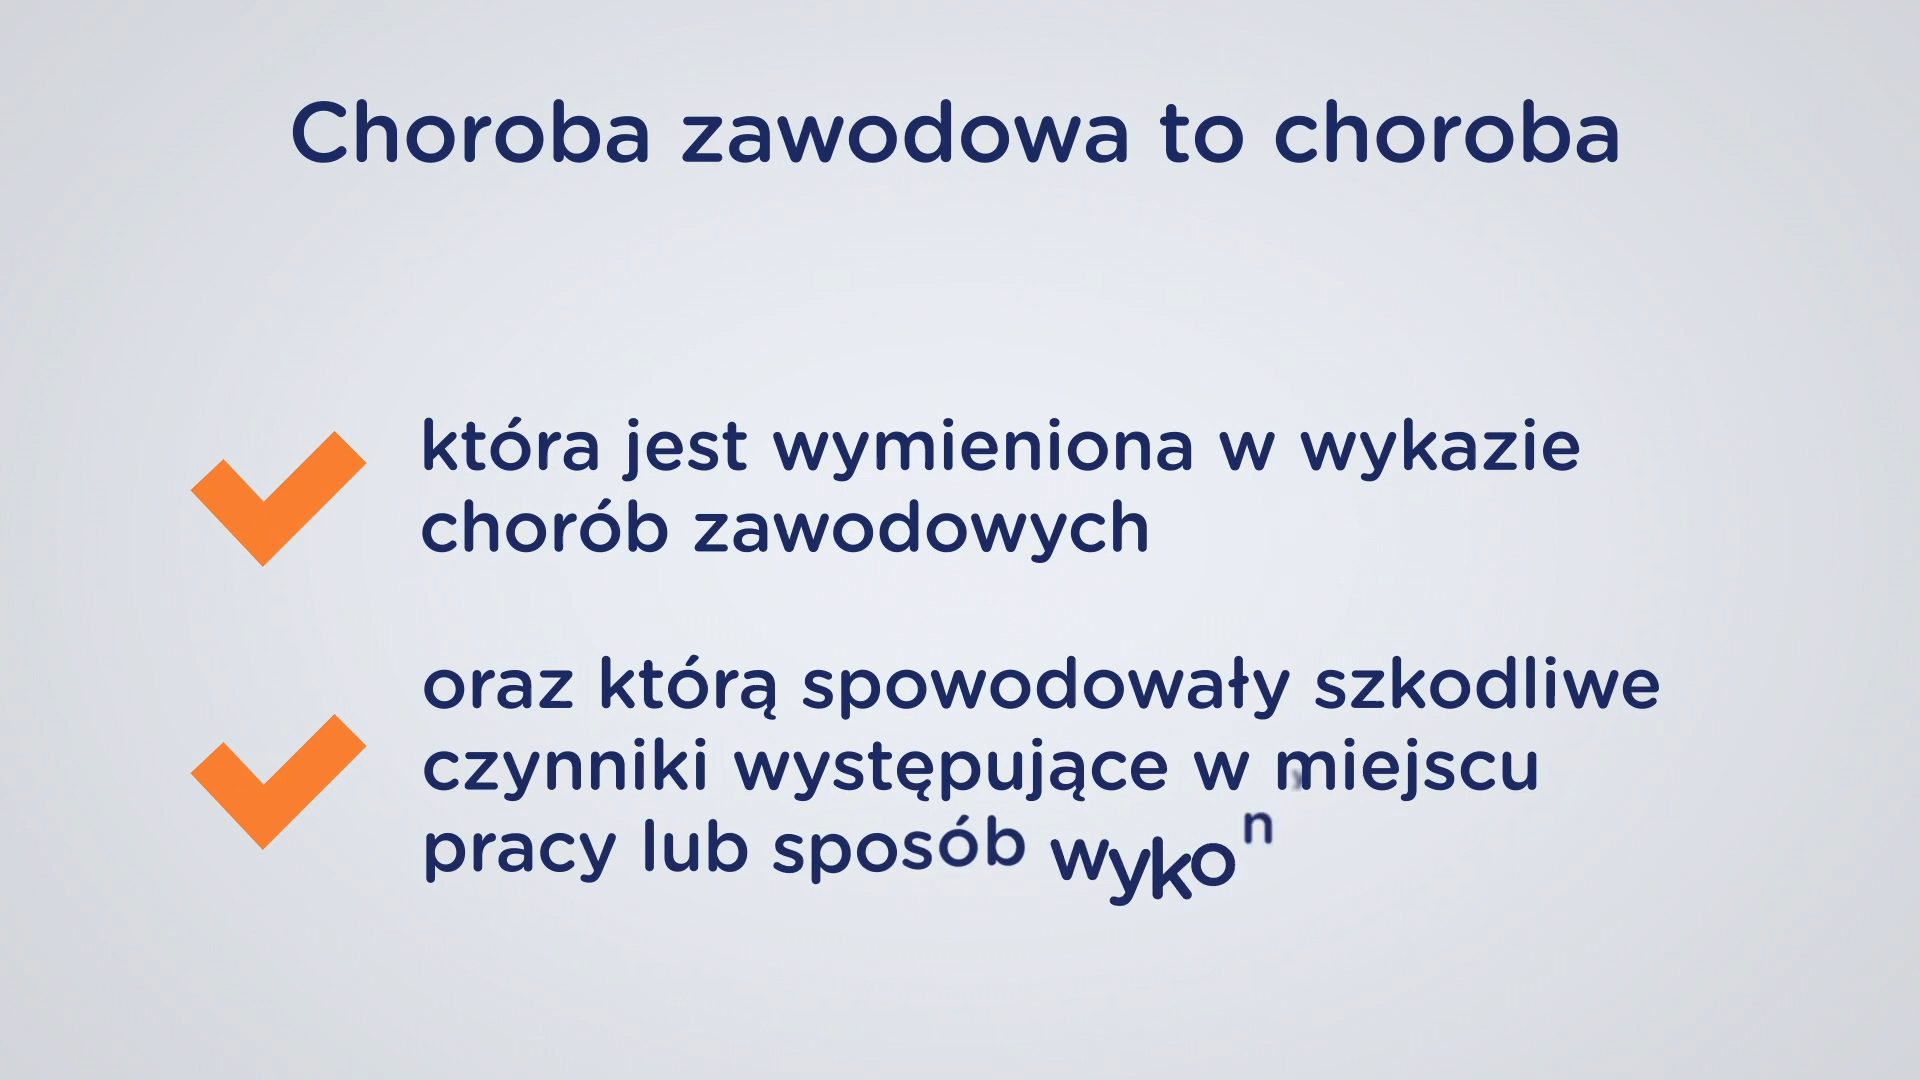 Choroba zawodowa to choroba
która jest wymieniona w wykazie
chorób zawodowych
oraz którą spowodowały szkodliwe
czynniki występujące w miejscu
pracy lub sposób wykon